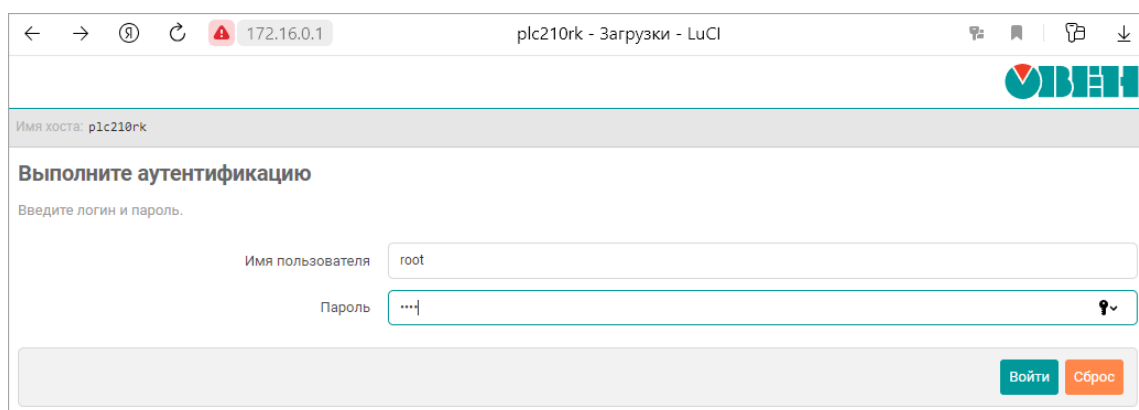 172.16.0.1 plc210rk - Загрузки - LuCI
ОВЕН
Имя хоста: plc210rk
Выполните аутентификацию
Введите логин и пароль.
Имя пользователя root
Пароль ····
Войти Сброс